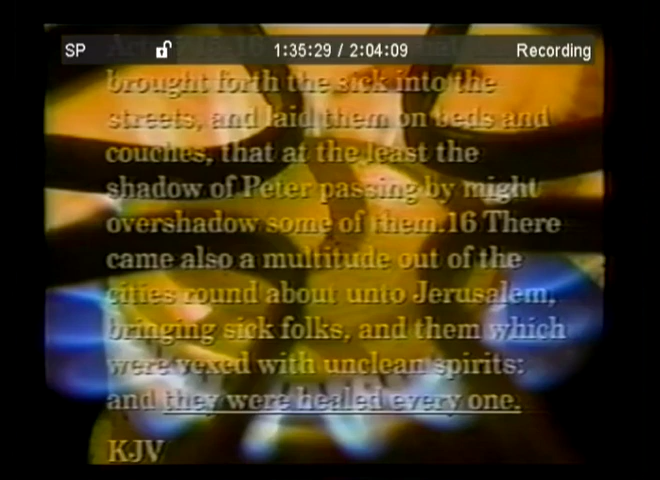 SP 1:35:29 / 2:04:09 Recording
brought forth the sick into the
streets, and laid them on beds and
couches, that at the least the
shadow of Peter passing by might
overshadow some of them.16 There
came also a multitude out of the
cities round about unto Jerusalem,
bringing sick folks, and them which
were vexed with unclean spirits:
and they were healed every one.
KJV